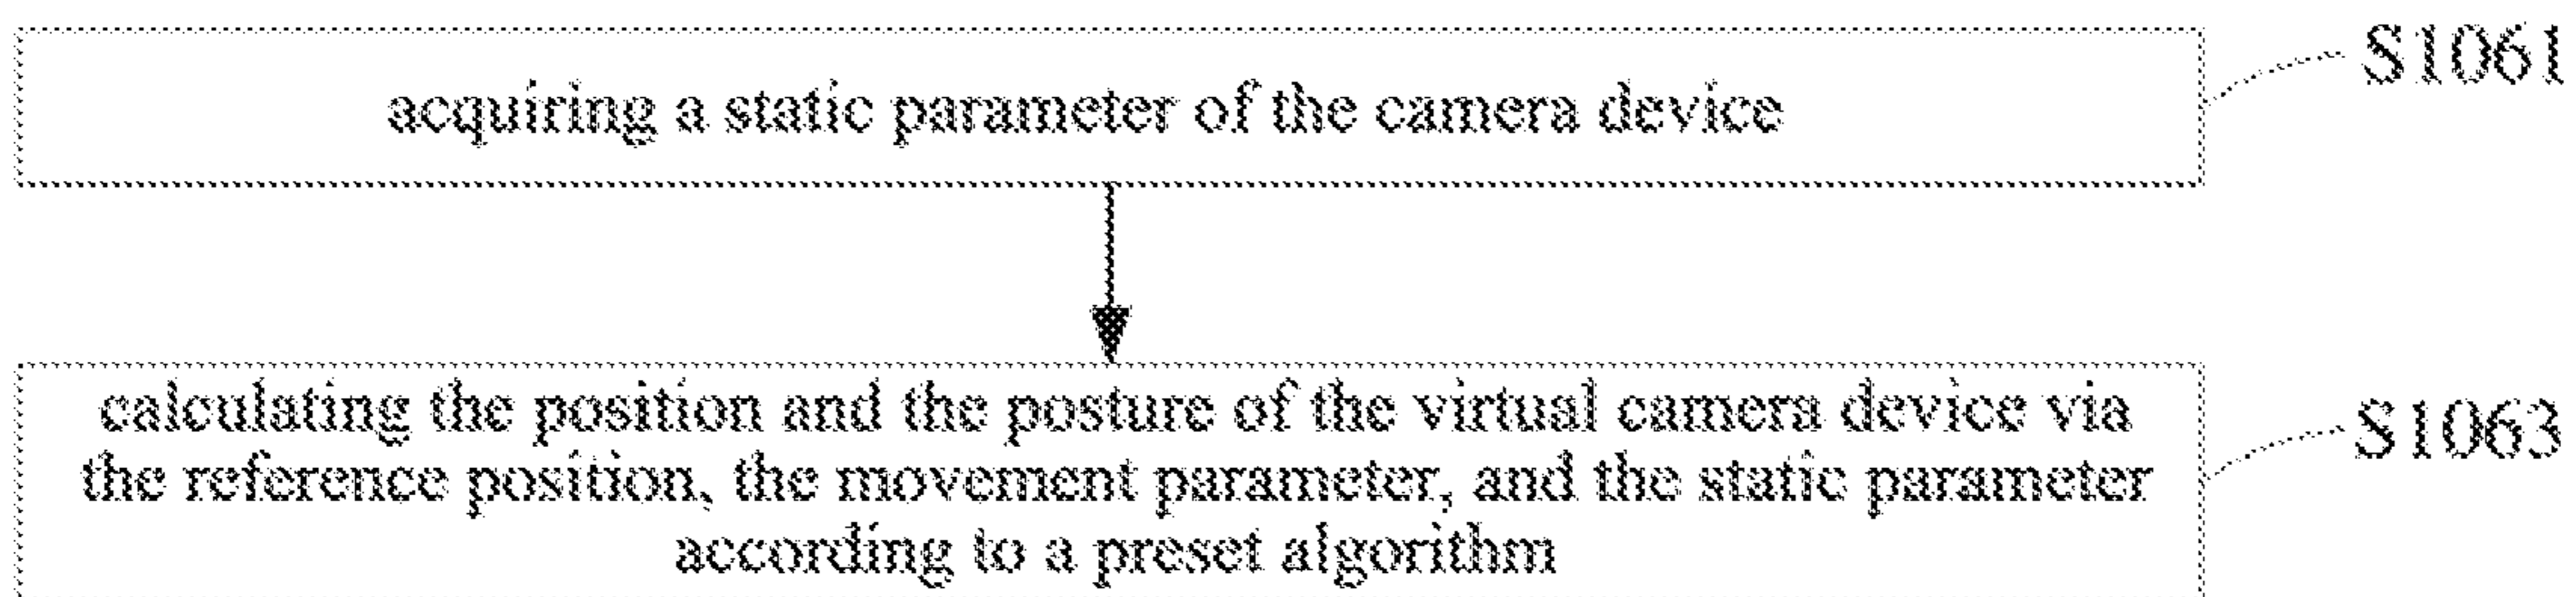 acquiring a static parameter of the camera device
S1061
calculating the position and the posture of the virtual camera device via
the reference position, the movement parameter, and the static parameter
according to a preset algorithm
S1063